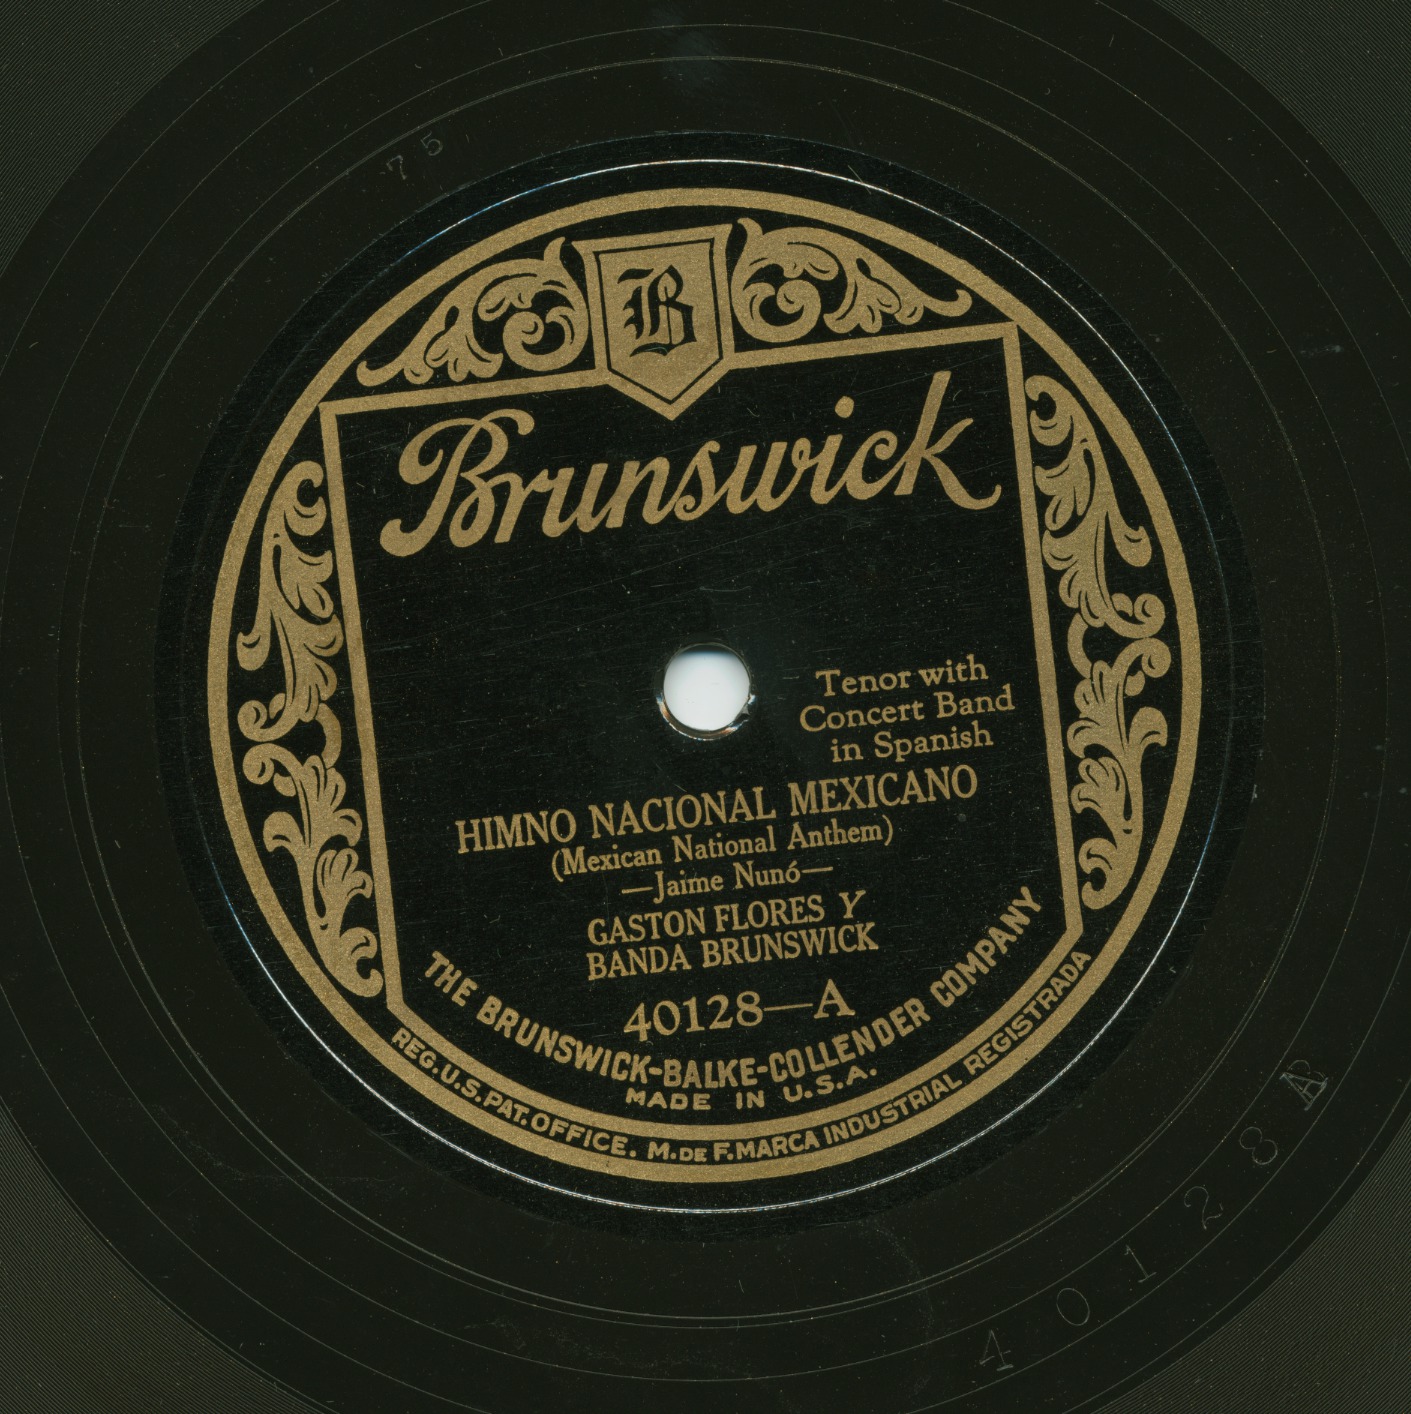 75
B
Brunswick
Tenor with
Concert Band
in Spanish
HIMNO NACIONAL MEXICANO
(Mexican National Anthem)
—Jaime Nunó—
GASTON FLORES Y
BANDA BRUNSWICK
40128—A
THE BRUNSWICK-BALKE-COLLENDER COMPANY
MADE IN U.S.A.
REG. U.S. PAT. OFFICE. M. DE F. MARCA INDUSTRIAL REGISTRADA
40128